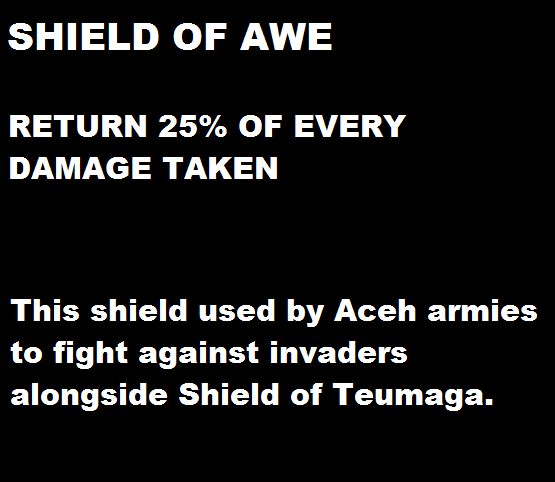 SHIELD OF AWE
RETURN 25% OF EVERY
DAMAGE TAKEN
This shield used by Aceh armies
to fight against invaders
alongside Shield of Teumaga.